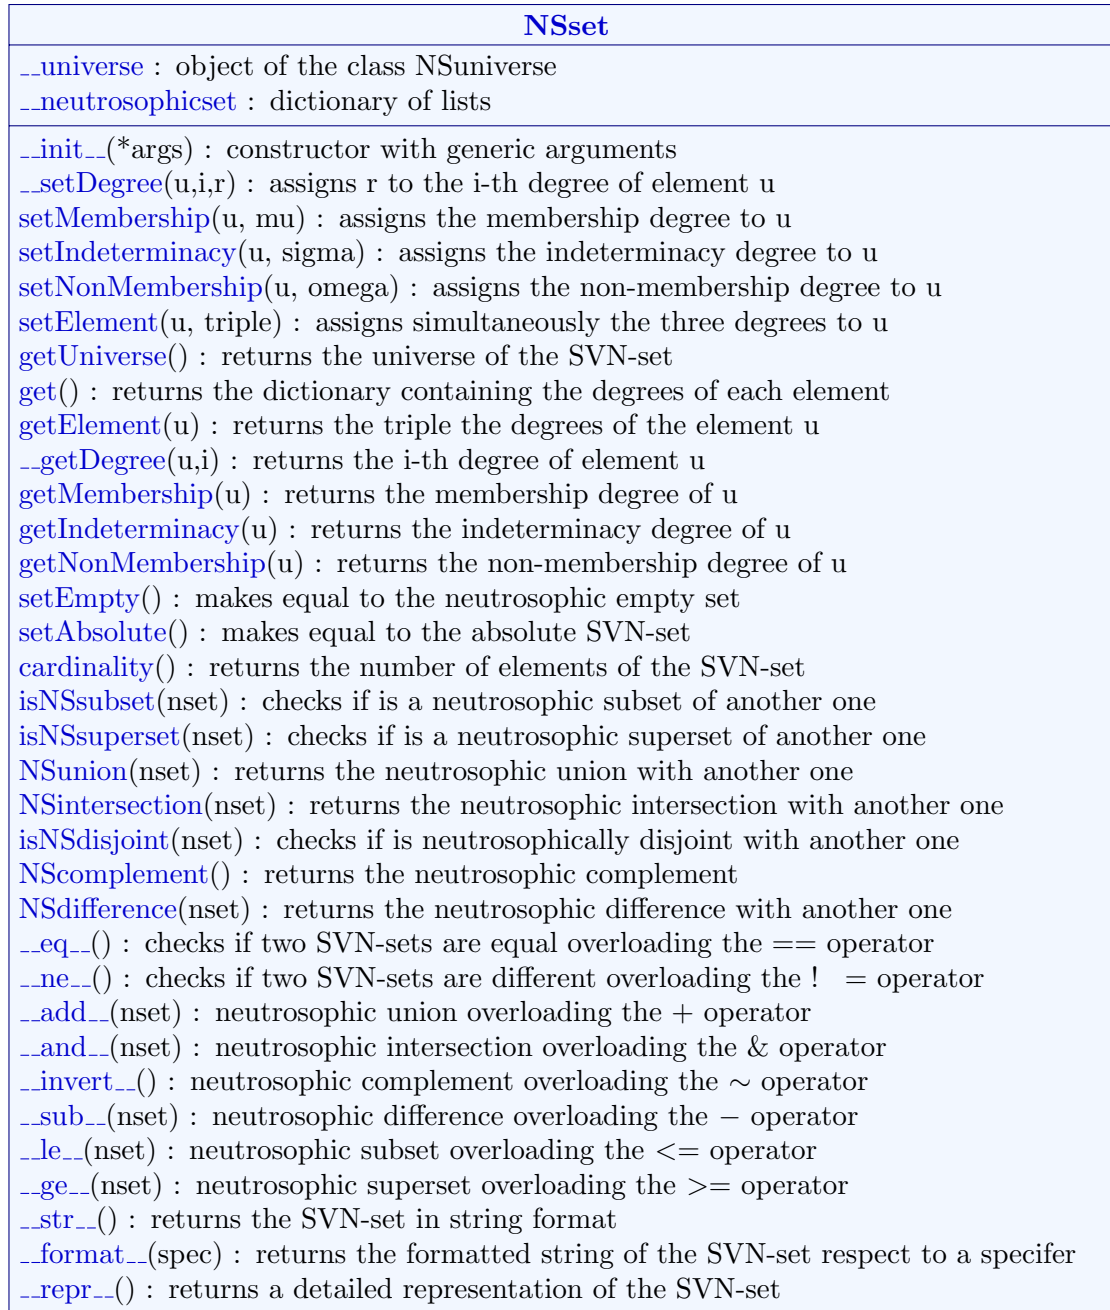 NSset
__universe : object of the class NSuniverse
__neutrosophicset : dictionary of lists
__init__(*args) : constructor with generic arguments
__setDegree(u,i,r) : assigns r to the i-th degree of element u
setMembership(u, mu) : assigns the membership degree to u
setIndeterminacy(u, sigma) : assigns the indeterminacy degree to u
setNonMembership(u, omega) : assigns the non-membership degree to u
setElement(u, triple) : assigns simultaneously the three degrees to u
getUniverse() : returns the universe of the SVN-set
get() : returns the dictionary containing the degrees of each element
getElement(u) : returns the triple the degrees of the element u
__getDegree(u,i) : returns the i-th degree of element u
getMembership(u) : returns the membership degree of u
getIndeterminacy(u) : returns the indeterminacy degree of u
getNonMembership(u) : returns the non-membership degree of u
setEmpty() : makes equal to the neutrosophic empty set
setAbsolute() : makes equal to the absolute SVN-set
cardinality() : returns the number of elements of the SVN-set
isNSsubset(nset) : checks if is a neutrosophic subset of another one
isNSsuperset(nset) : checks if is a neutrosophic superset of another one
NSunion(nset) : returns the neutrosophic union with another one
NSintersection(nset) : returns the neutrosophic intersection with another one
isNSdisjoint(nset) : checks if is neutrosophically disjoint with another one
NScomplement() : returns the neutrosophic complement
NSdifference(nset) : returns the neutrosophic difference with another one
__eq__() : checks if two SVN-sets are equal overloading the == operator
__ne__() : checks if two SVN-sets are different overloading the ! = operator
__add__(nset) : neutrosophic union overloading the + operator
__and__(nset) : neutrosophic intersection overloading the & operator
__invert__() : neutrosophic complement overloading the ∼ operator
__sub__(nset) : neutrosophic difference overloading the − operator
__le__(nset) : neutrosophic subset overloading the <= operator
__ge__(nset) : neutrosophic superset overloading the >= operator
__str__() : returns the SVN-set in string format
__format__(spec) : returns the formatted string of the SVN-set respect to a specifer
__repr__() : returns a detailed representation of the SVN-set